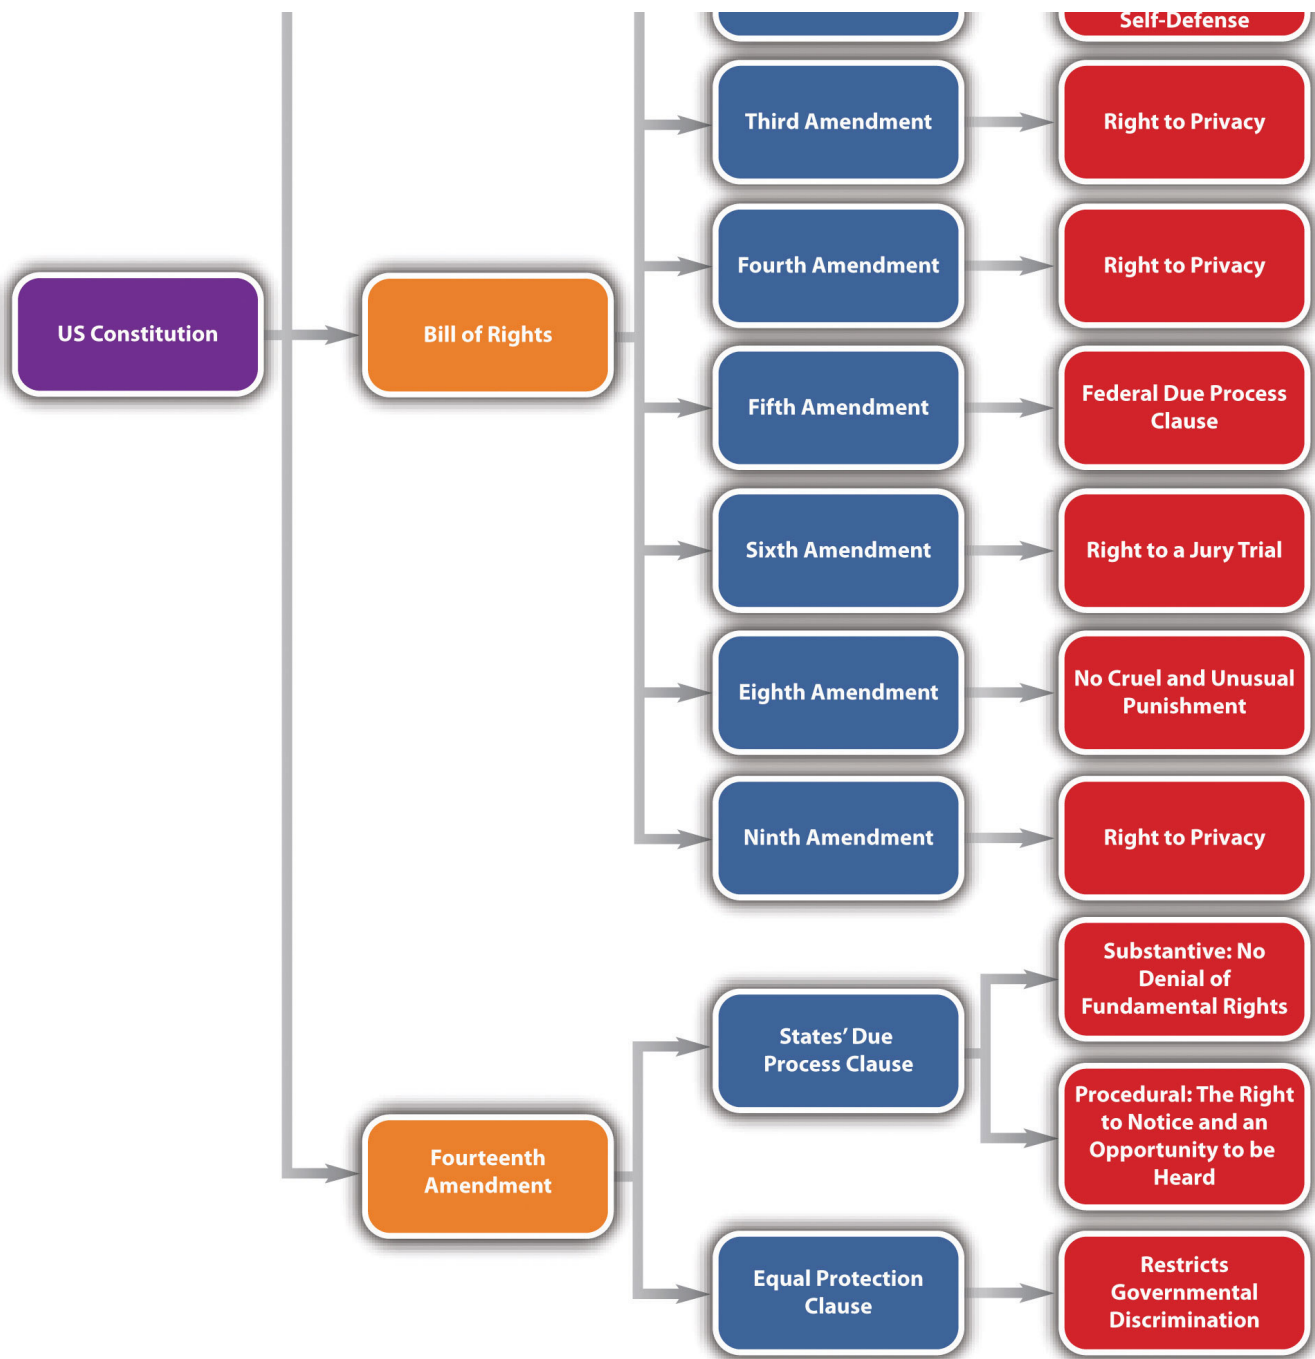 Self-Defense
Third Amendment
Right to Privacy
Fourth Amendment
Right to Privacy
US Constitution
Bill of Rights
Fifth Amendment
Federal Due Process
Clause
Sixth Amendment
Right to a Jury Trial
Eighth Amendment
No Cruel and Unusual
Punishment
Ninth Amendment
Right to Privacy
Substantive: No
Denial of
Fundamental Rights
States’ Due
Process Clause
Procedural: The Right
to Notice and an
Opportunity to be
Heard
Fourteenth
Amendment
Equal Protection
Clause
Restricts
Governmental
Discrimination